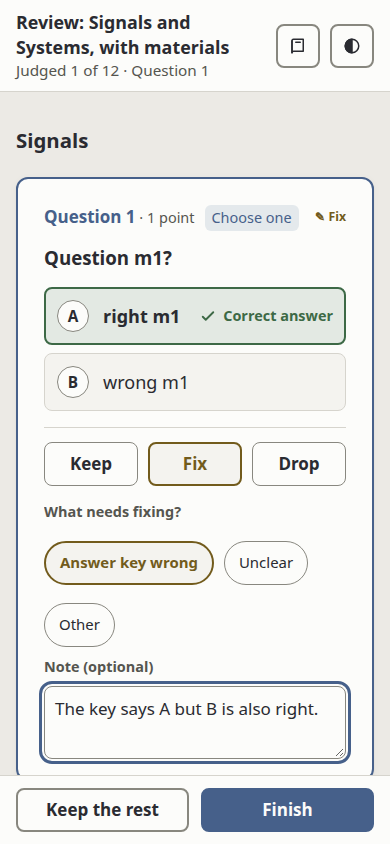 Review: Signals and
Systems, with materials
Judged 1 of 12 · Question 1
Signals
Question 1 · 1 point Choose one ✎ Fix
Question m1?
A right m1 ✓ Correct answer
B wrong m1
Keep Fix Drop
What needs fixing?
Answer key wrong Unclear
Other
Note (optional)
The key says A but B is also right.
Keep the rest Finish